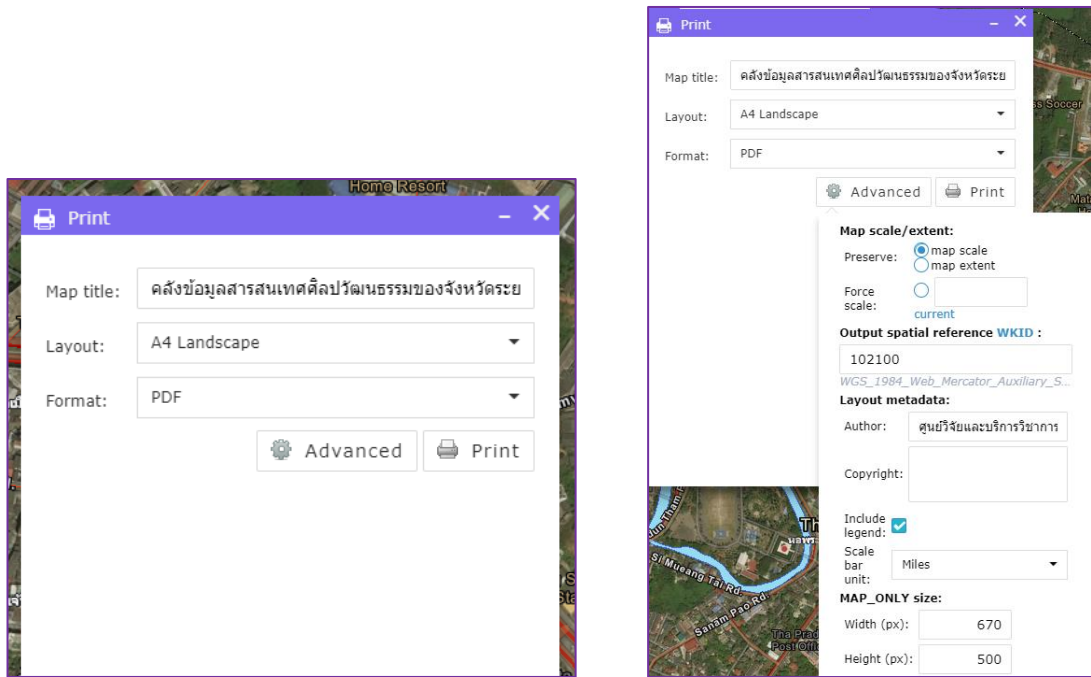 Home Resort
Print
Map title: คลังข้อมูลสารสนเทศศิลปวัฒนธรรมของจังหวัดระย
Layout: A4 Landscape
Format: PDF
Advanced Print
Print
Map title: คลังข้อมูลสารสนเทศศิลปวัฒนธรรมของจังหวัดระย
Layout: A4 Landscape
Format: PDF
Advanced Print
Map scale/extent:
Preserve: map scale
map extent
Force
scale:
current
Output spatial reference WKID :
102100
WGS_1984_Web_Mercator_Auxiliary_S...
Layout metadata:
Author: ศูนย์วิจัยและบริการวิชาการ
Copyright:
Include
legend:
Scale
bar
unit: Miles
MAP_ONLY size:
Width (px): 670
Height (px): 500
ss Soccer
Si Mueang Tai Rd
Sanam Pao Rd
Tha Prad
Post Offi